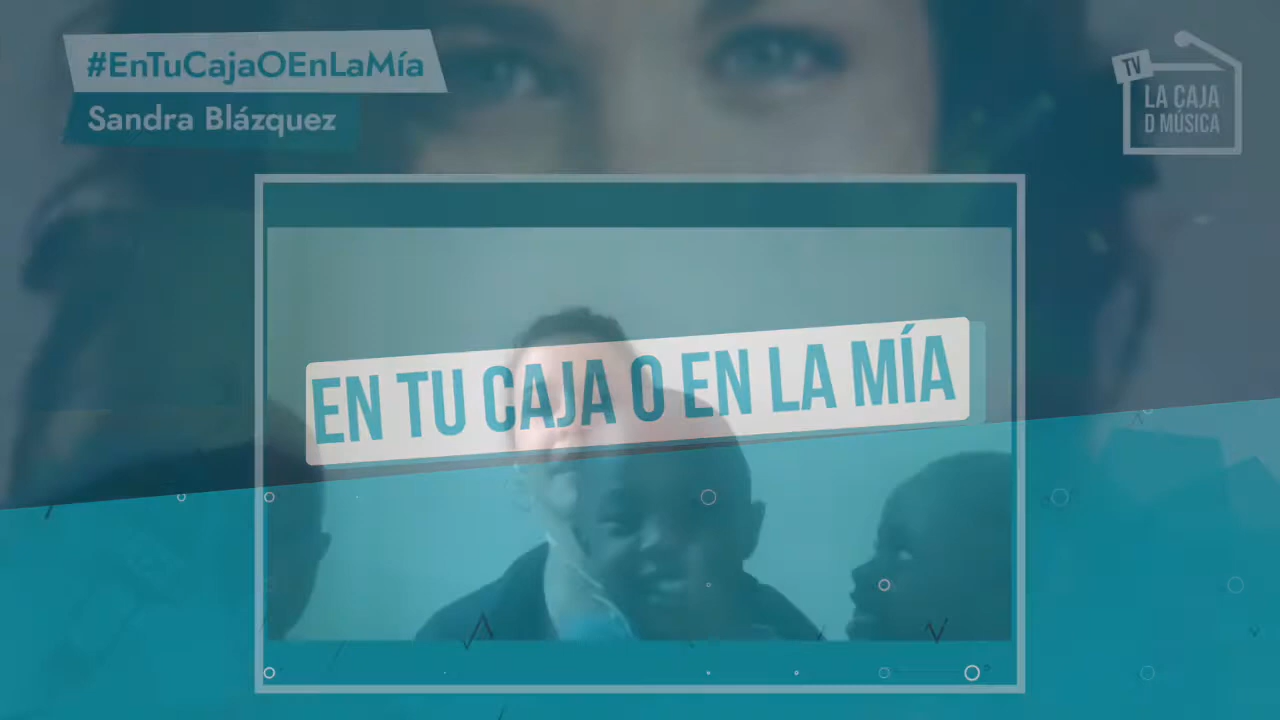 #EnTuCajaOEnLaMía
Sandra Blázquez
TV
LA CAJA
D MÚSICA
EN TU CAJA O EN LA MÍA